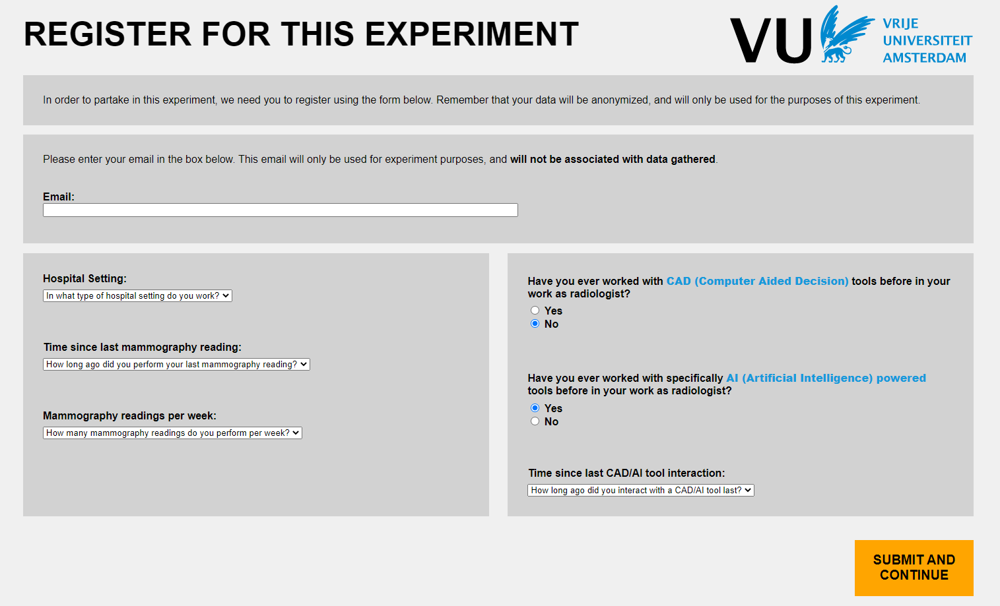 REGISTER FOR THIS EXPERIMENT
VU
VRIJE
UNIVERSITEIT
AMSTERDAM
In order to partake in this experiment, we need you to register using the form below. Remember that your data will be anonymized, and will only be used for the purposes of this experiment.
Please enter your email in the box below. This email will only be used for experiment purposes, and will not be associated with data gathered.
Email:
Hospital Setting:
In what type of hospital setting do you work?
Time since last mammography reading:
How long ago did you perform your last mammography reading?
Mammography readings per week:
How many mammography readings do you perform per week?
Have you ever worked with CAD (Computer Aided Decision) tools before in your
work as radiologist?
Yes
No
Have you ever worked with specifically AI (Artificial Intelligence) powered
tools before in your work as radiologist?
Yes
No
Time since last CAD/AI tool interaction:
How long ago did you interact with a CAD/AI tool last?
SUBMIT AND
CONTINUE